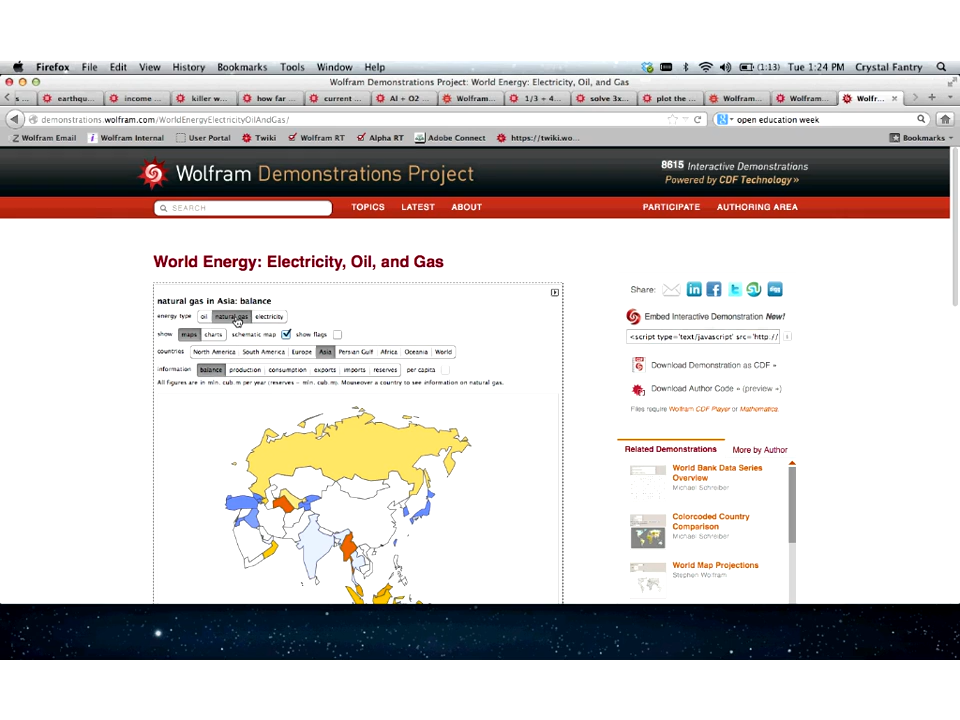 Firefox File Edit View History Bookmarks Tools Window Help (1:13) Tue 1:24 PM Crystal Fantry
Wolfram Demonstrations Project: World Energy: Electricity, Oil, and Gas
s ... earthqu... income ... killer w... how far ... current ... Al + O2 ... Wolfram... 1/3 + 4... solve 3x... plot the ... Wolfram... Wolfram... Wolfr...
demonstrations.wolfram.com/WorldEnergyElectricityOilAndGas/ open education week
Wolfram Email Wolfram Internal User Portal Twiki Wolfram RT Alpha RT Adobe Connect https://twiki.wo... Bookmarks
Wolfram Demonstrations Project
8615 Interactive Demonstrations
Powered by CDF Technology »
SEARCH TOPICS LATEST ABOUT PARTICIPATE AUTHORING AREA
World Energy: Electricity, Oil, and Gas
natural gas in Asia: balance
energy type oil natural gas electricity
show maps charts schematic map show flags
countries North America South America Europe Asia Persian Gulf Africa Oceania World
information balance production consumption exports imports reserves per capita
All figures are in mln. cub. m per year (reserves – mln. cub. m). Mouseover a country to see information on natural gas.
Share:
Embed Interactive Demonstration New!
<script type='text/javascript' src='http://
Download Demonstration as CDF »
Download Author Code » (preview »)
Files require Wolfram CDF Player or Mathematica.
Related Demonstrations More by Author
World Bank Data Series
Overview
Michael Schreiber
Colorcoded Country
Comparison
Michael Schreiber
World Map Projections
Stephen Wolfram